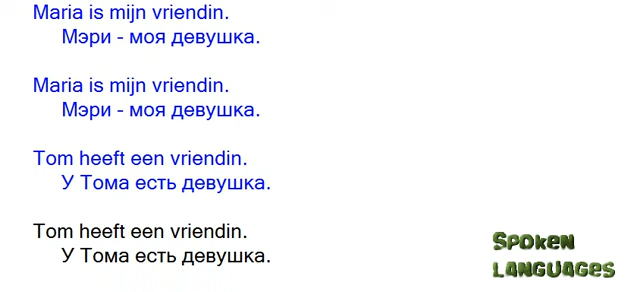 Maria is mijn vriendin.
Мэри - моя девушка.
Maria is mijn vriendin.
Мэри - моя девушка.
Tom heeft een vriendin.
У Тома есть девушка.
Tom heeft een vriendin.
У Тома есть девушка.
Spoken
Languages